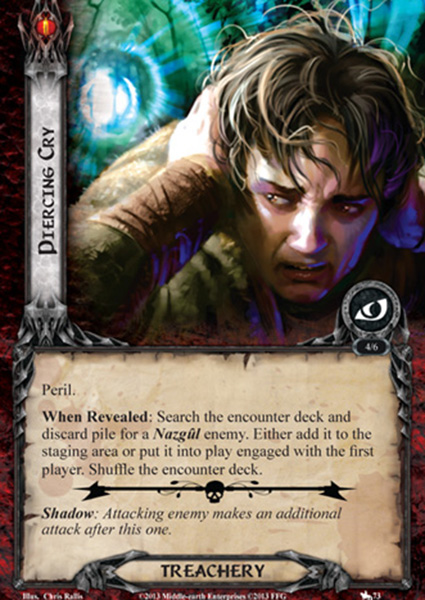 PIERCING CRY
4/6
Peril.
When Revealed: Search the encounter deck and
discard pile for a Nazgûl enemy. Either add it to the
staging area or put it into play engaged with the first
player. Shuffle the encounter deck.
Shadow: Attacking enemy makes an additional
attack after this one.
TREACHERY
Illus. Chris Rallis ©2013 Middle-earth Enterprises ©2013 FFG 73